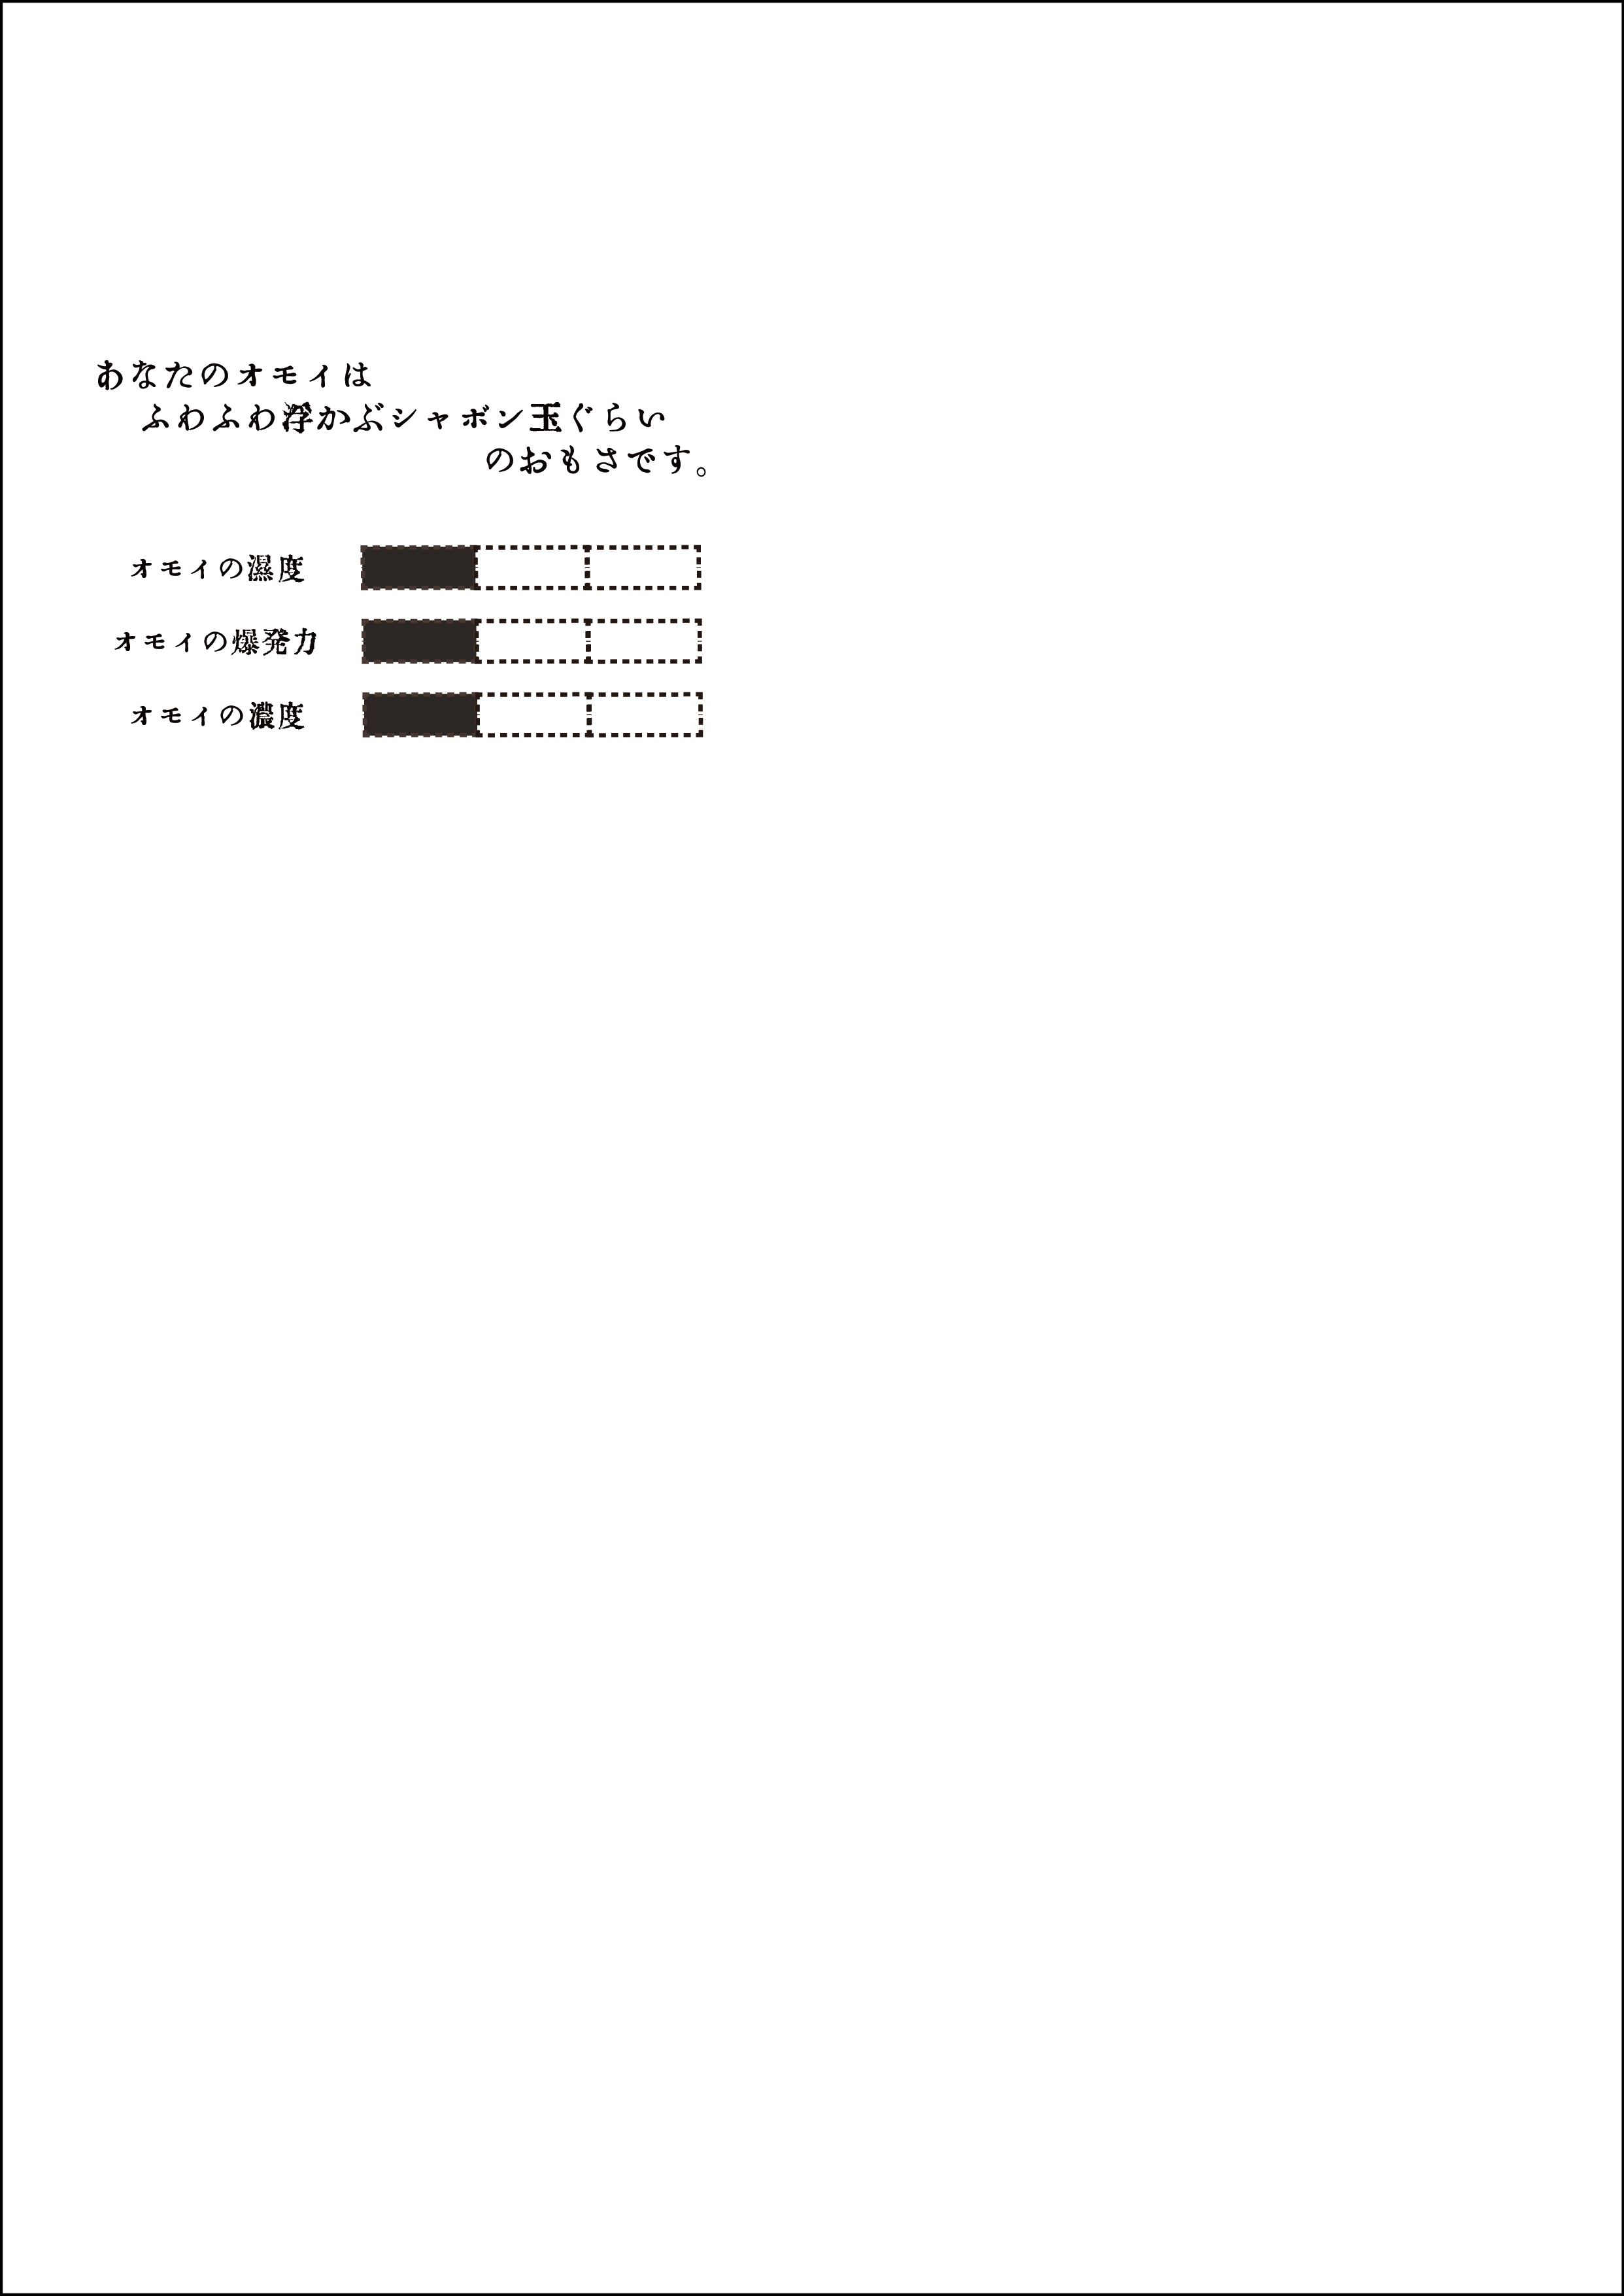 あなたのオモイは
ふわふわ浮かぶシャボン玉ぐらい
のおもさです。
オモイの濕度
オモイの爆発力
オモイの濃度